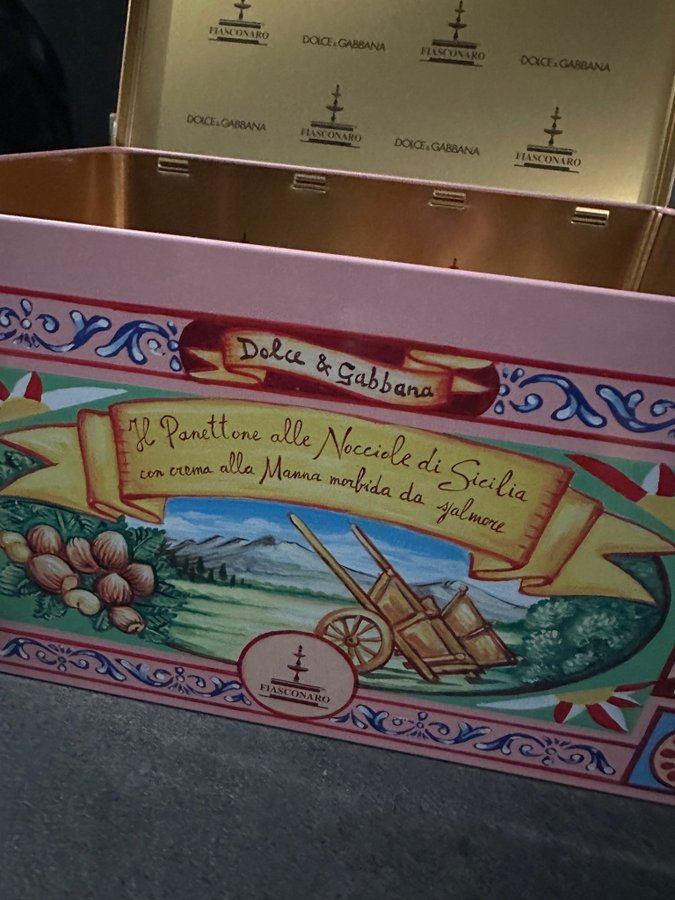 FIASCONARO
DOLCE & GABBANA
FIASCONARO
DOLCE & GABBANA
DOLCE & GABBANA
FIASCONARO
DOLCE & GABBANA
FIASCONARO
Dolce & Gabbana
Il Panettone alle Nocciole di Sicilia
con crema alla Manna morbida da spalmare
FIASCONARO